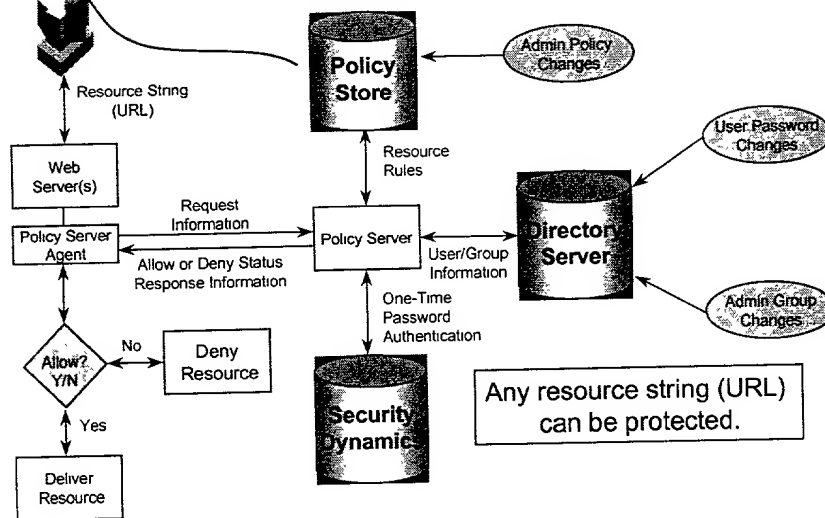 Resource String
(URL)
Policy
Store
Admin Policy
Changes
User Password
Changes
Web
Server(s)
Resource
Rules
Request
Information
Policy Server
Agent
Policy Server
Allow or Deny Status
Response Information
User/Group
Information
Directory
Server
Admin Group
Changes
One-Time
Password
Authentication
Allow?
Y/N
No
Deny
Resource
Yes
Security
Dynamics
Any resource string (URL)
can be protected.
Deliver
Resource